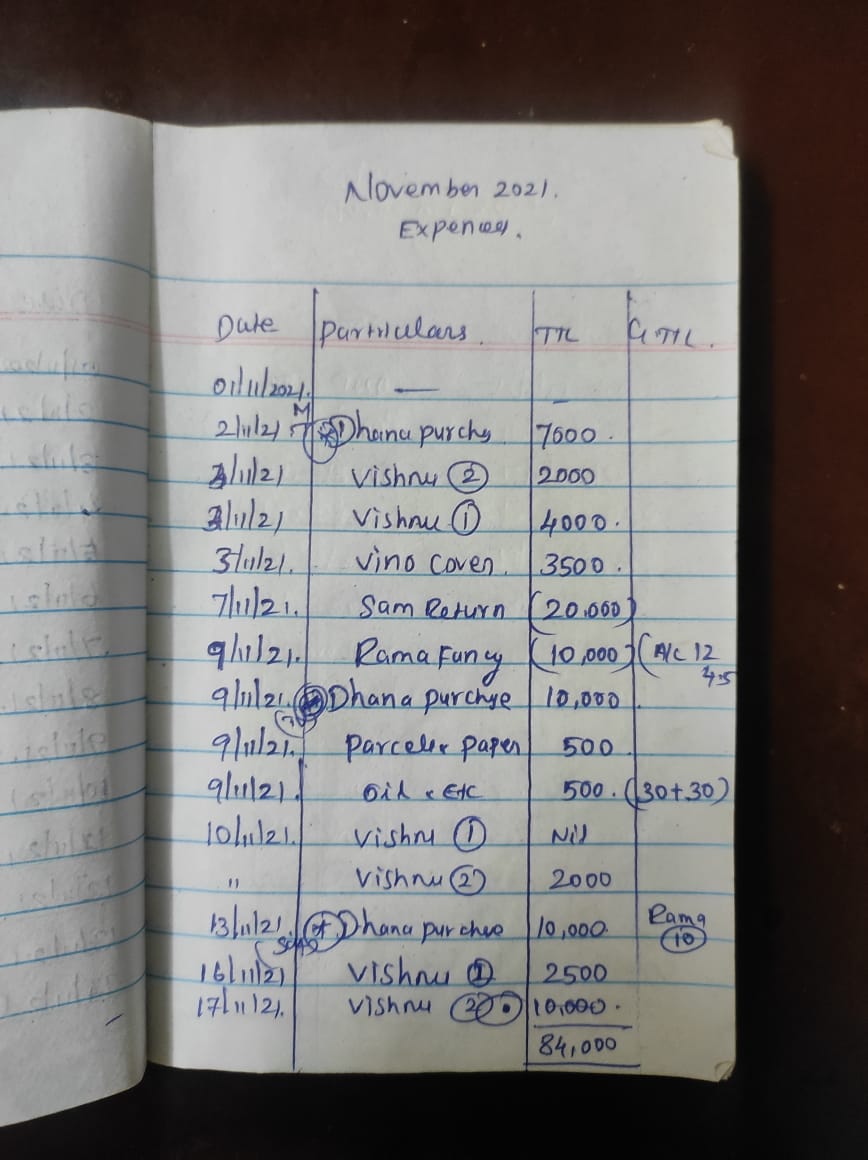 November 2021.
Expences.
Date Particulars. TTL G TTL.
01/11/2021. — –
M
2/11/21 Dhana purchs 7600.
3/11/21 Vishnu 2 2000
3/11/21 Vishnu 1 4000.
3/11/21. Vino Cover. 3500.
7/11/21. Sam Return (20,000)
9/11/21. Rama Fancy (10,000) (A/C 12
4.5
9/11/21. Dhana purchse 10,000
9/11/21. Parcel & Paper 500
9/11/21. Oil & Etc 500. (30+30)
10/11/21. Vishnu 1 Nil
" Vishnu 2 2000
13/11/21. Dhana purchse 10,000. Rama
10
16/11/21 Vishnu 1 2500
17/11/21. Vishnu 2 10,000.
84,000